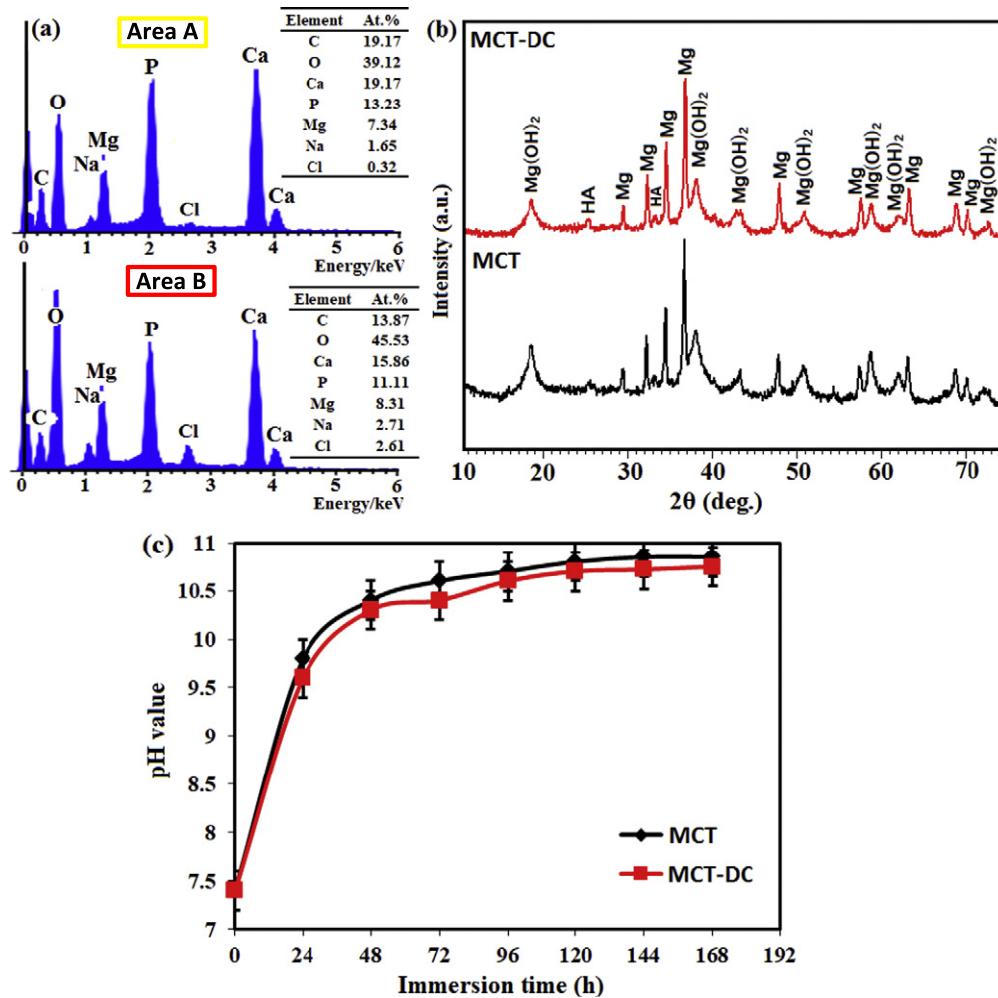 (a)
Area A
C
O
Na
Mg
P
Cl
Ca
Ca
Element At.%
C 19.17
O 39.12
Ca 19.17
P 13.23
Mg 7.34
Na 1.65
Cl 0.32
0 1 2 3 4 5 6
Energy/keV
Area B
C
O
Na
Mg
P
Cl
Ca
Ca
Element At.%
C 13.87
O 45.53
Ca 15.86
P 11.11
Mg 8.31
Na 2.71
Cl 2.61
0 1 2 3 4 5 6
Energy/keV
(b)
MCT-DC
Mg(OH)2
HA
Mg
Mg
HA
Mg
Mg
Mg(OH)2
Mg(OH)2
Mg
Mg(OH)2
Mg
Mg(OH)2
Mg(OH)2
Mg
Mg
Mg
Mg(OH)2
MCT
Intensity (a.u.)
10 20 30 40 50 60 70
2θ (deg.)
(c)
11
10.5
10
9.5
9
8.5
8
7.5
7
pH value
MCT
MCT-DC
0 24 48 72 96 120 144 168 192
Immersion time (h)